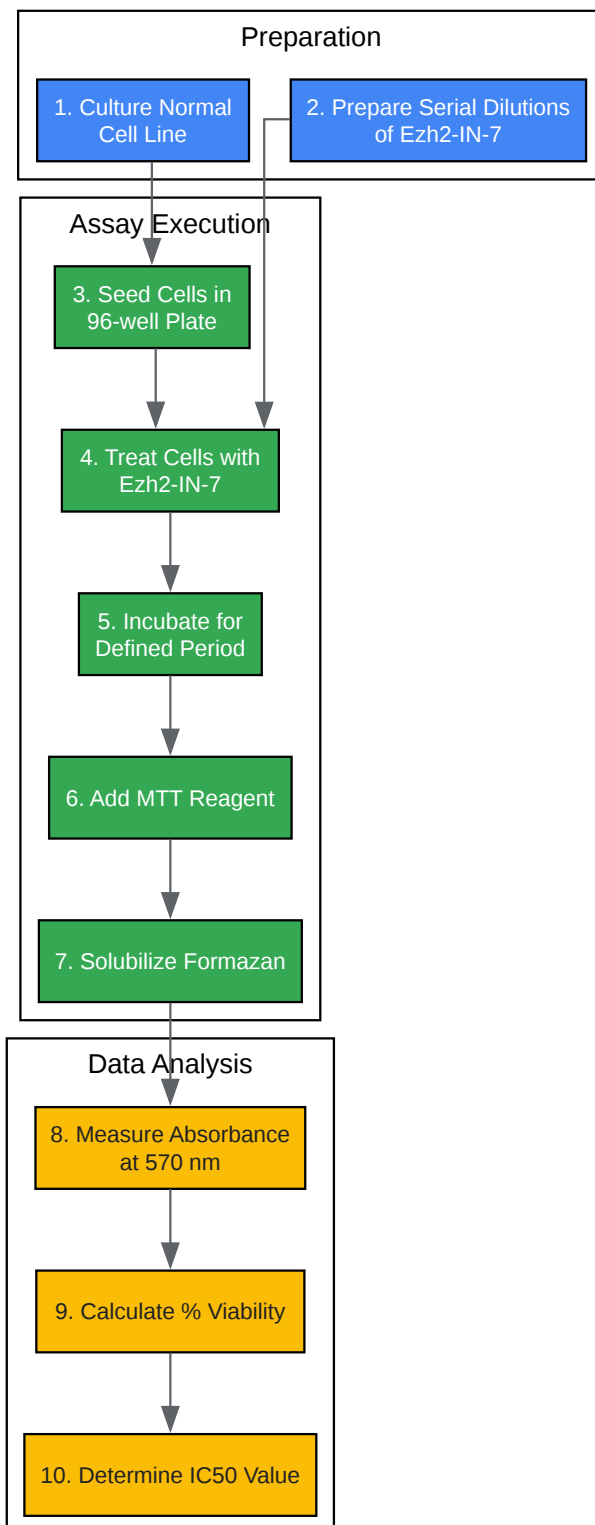 Preparation
1. Culture Normal
Cell Line
2. Prepare Serial Dilutions
of Ezh2-IN-7
Assay Execution
3. Seed Cells in
96-well Plate
4. Treat Cells with
Ezh2-IN-7
5. Incubate for
Defined Period
6. Add MTT Reagent
7. Solubilize Formazan
Data Analysis
8. Measure Absorbance
at 570 nm
9. Calculate % Viability
10. Determine IC50 Value